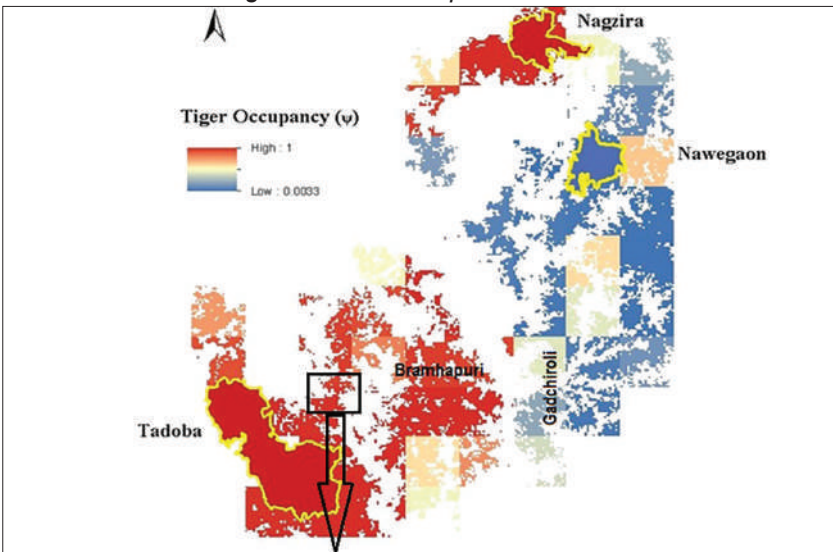 Nagzira
Tiger Occupancy (ψ)
High : 1
Low : 0.0033
Nawegaon
Bramhapuri
Gadchiroli
Tadoba